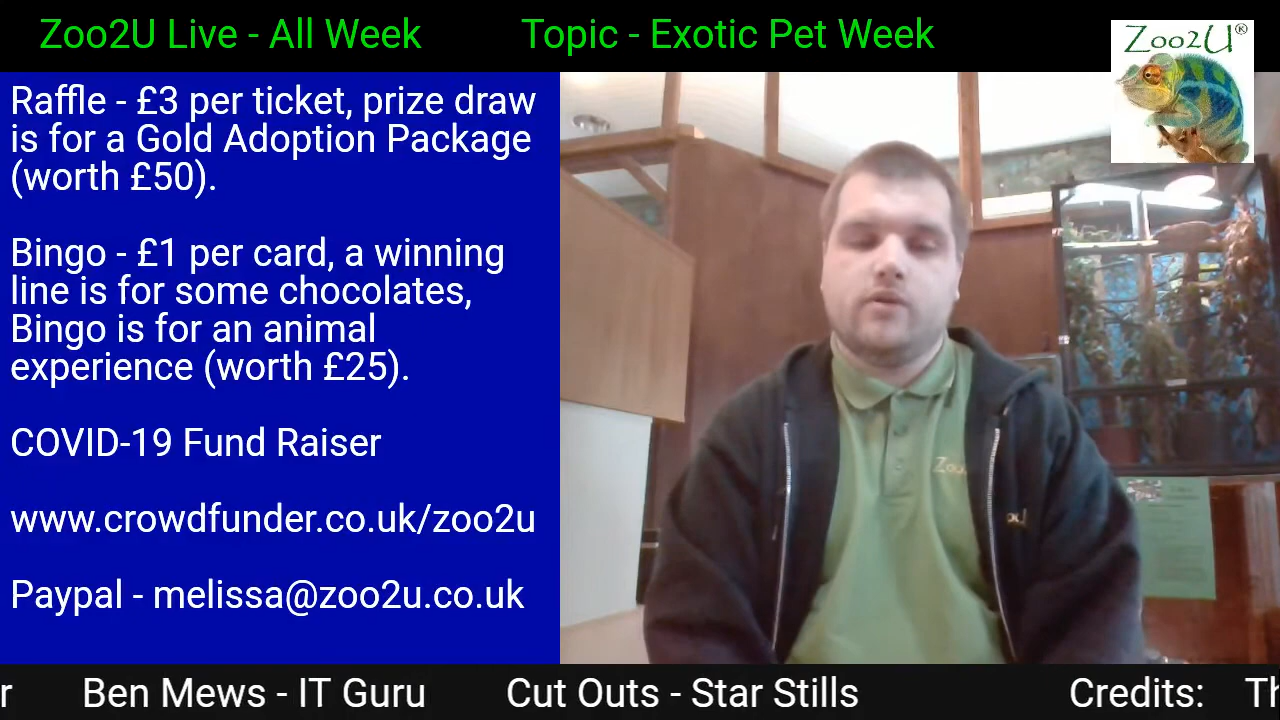 Zoo2U Live - All Week
Topic - Exotic Pet Week
Zoo2U®
Raffle - £3 per ticket, prize draw
is for a Gold Adoption Package
(worth £50).
Bingo - £1 per card, a winning
line is for some chocolates,
Bingo is for an animal
experience (worth £25).
COVID-19 Fund Raiser
www.crowdfunder.co.uk/zoo2u
Paypal - melissa@zoo2u.co.uk
r
Ben Mews - IT Guru
Cut Outs - Star Stills
Credits:
Th